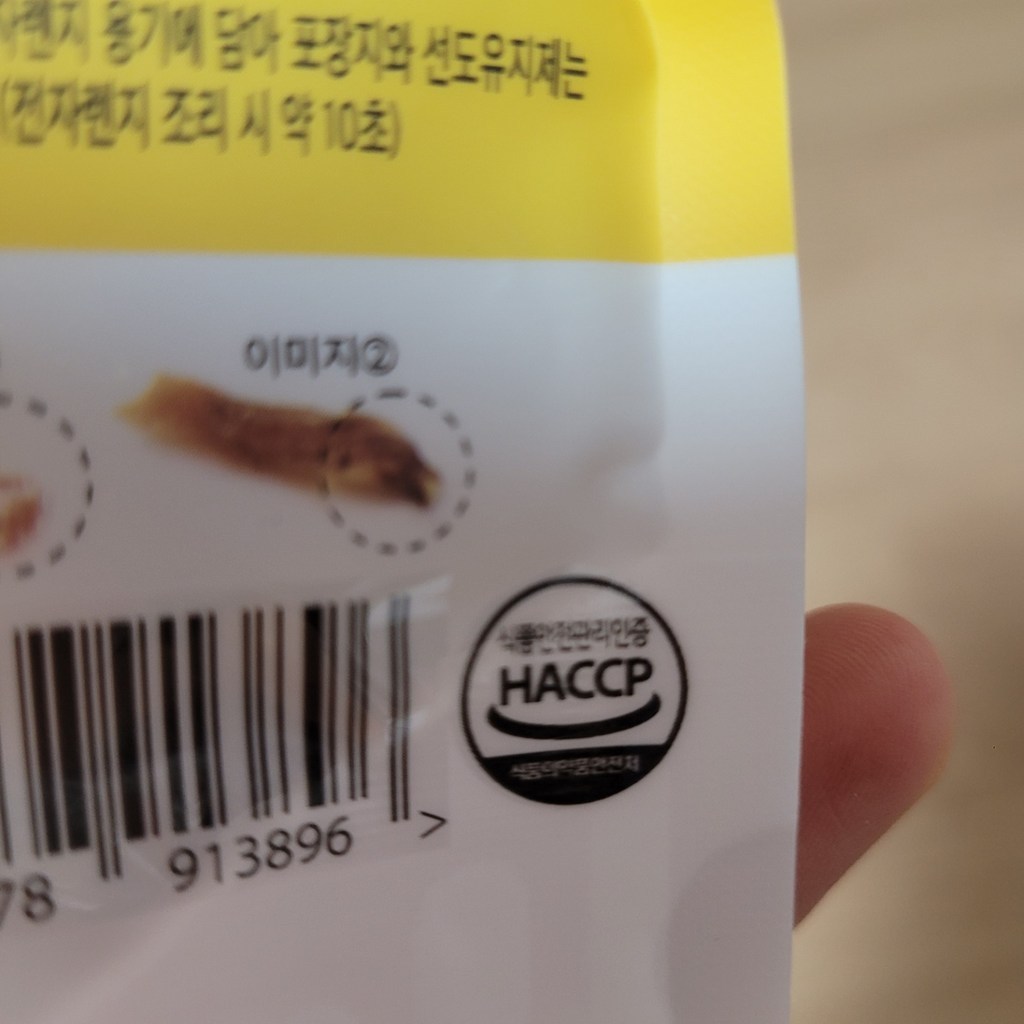 자렌지 용기에 담아 포장지와 선도유지제는
(전자렌지 조리 시 약 10초)
이미지②
식품안전관리인증
HACCP
식품의약품안전처
78 913896 >